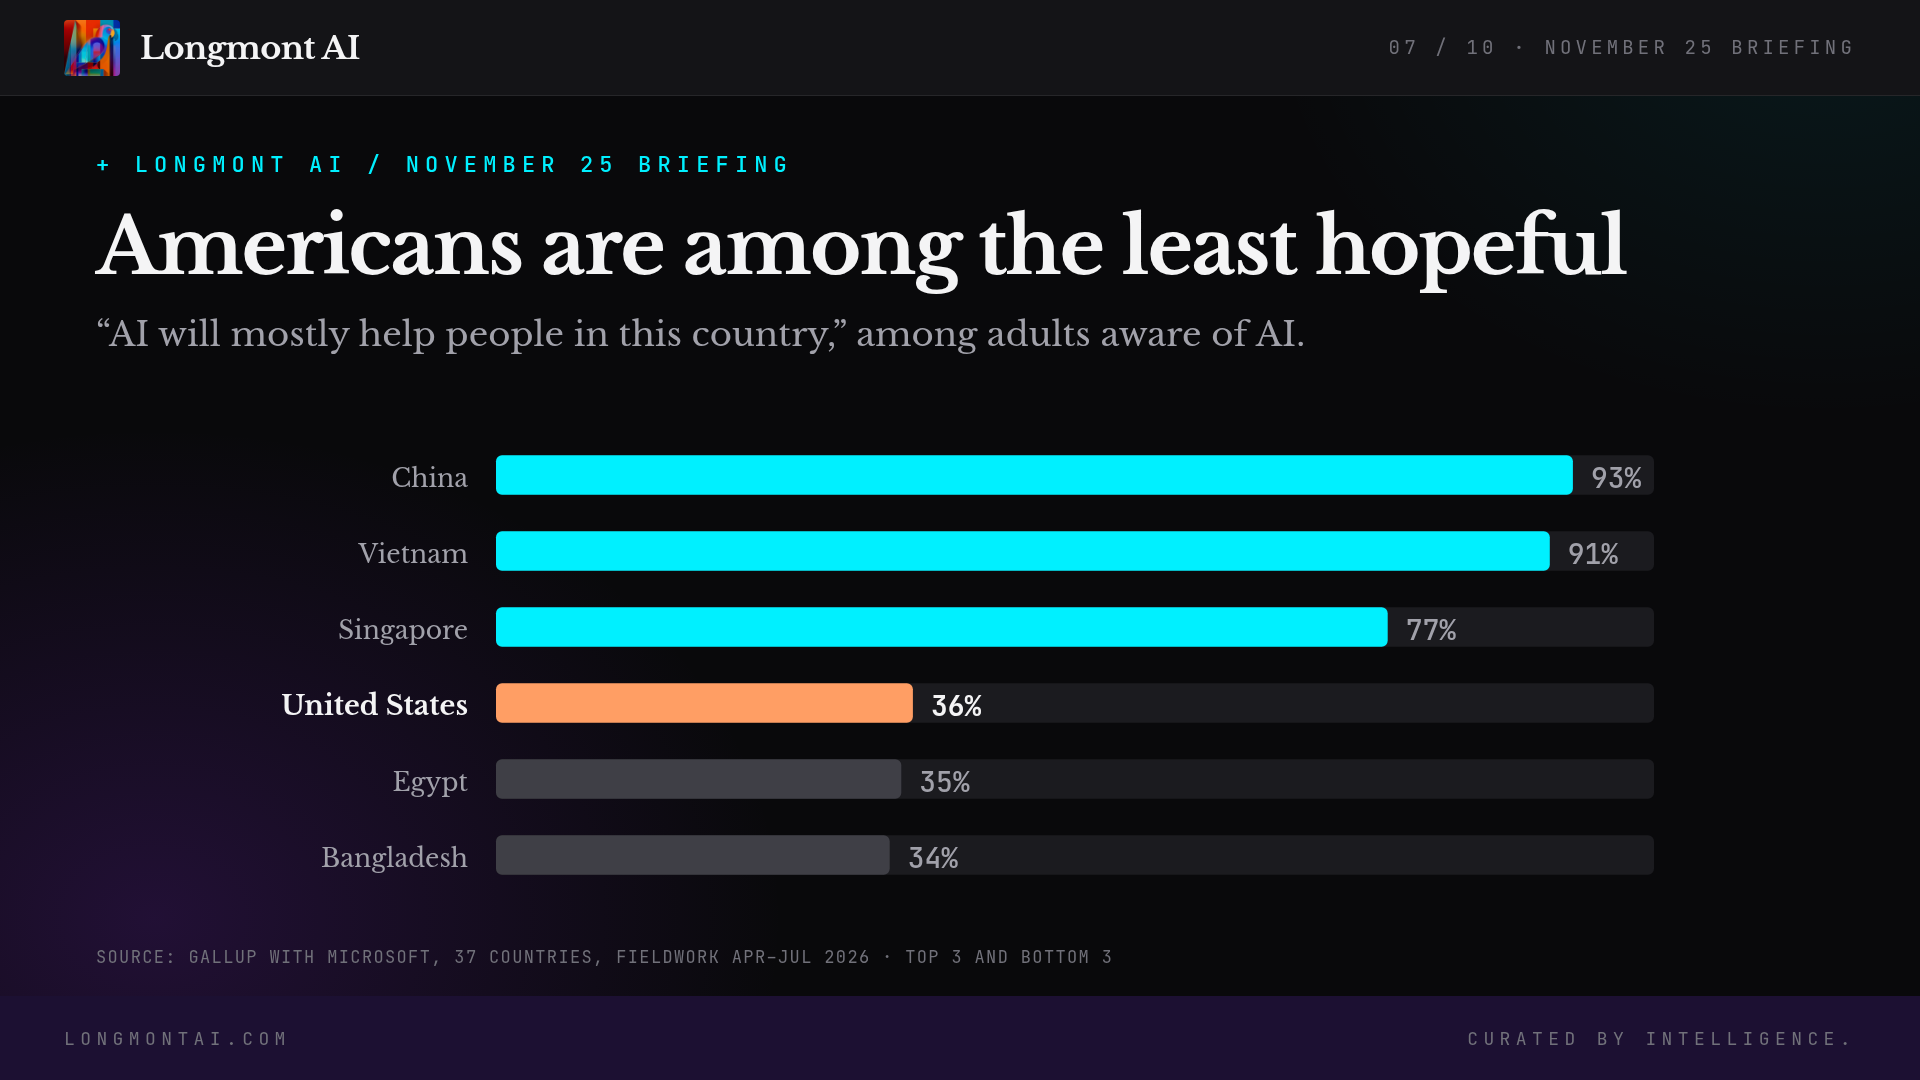 Longmont AI
07 / 10 · NOVEMBER 25 BRIEFING
+ LONGMONT AI / NOVEMBER 25 BRIEFING
Americans are among the least hopeful
“AI will mostly help people in this country,” among adults aware of AI.
China 93%
Vietnam 91%
Singapore 77%
United States 36%
Egypt 35%
Bangladesh 34%
SOURCE: GALLUP WITH MICROSOFT, 37 COUNTRIES, FIELDWORK APR–JUL 2026 · TOP 3 AND BOTTOM 3
LONGMONTAI.COM
CURATED BY INTELLIGENCE.